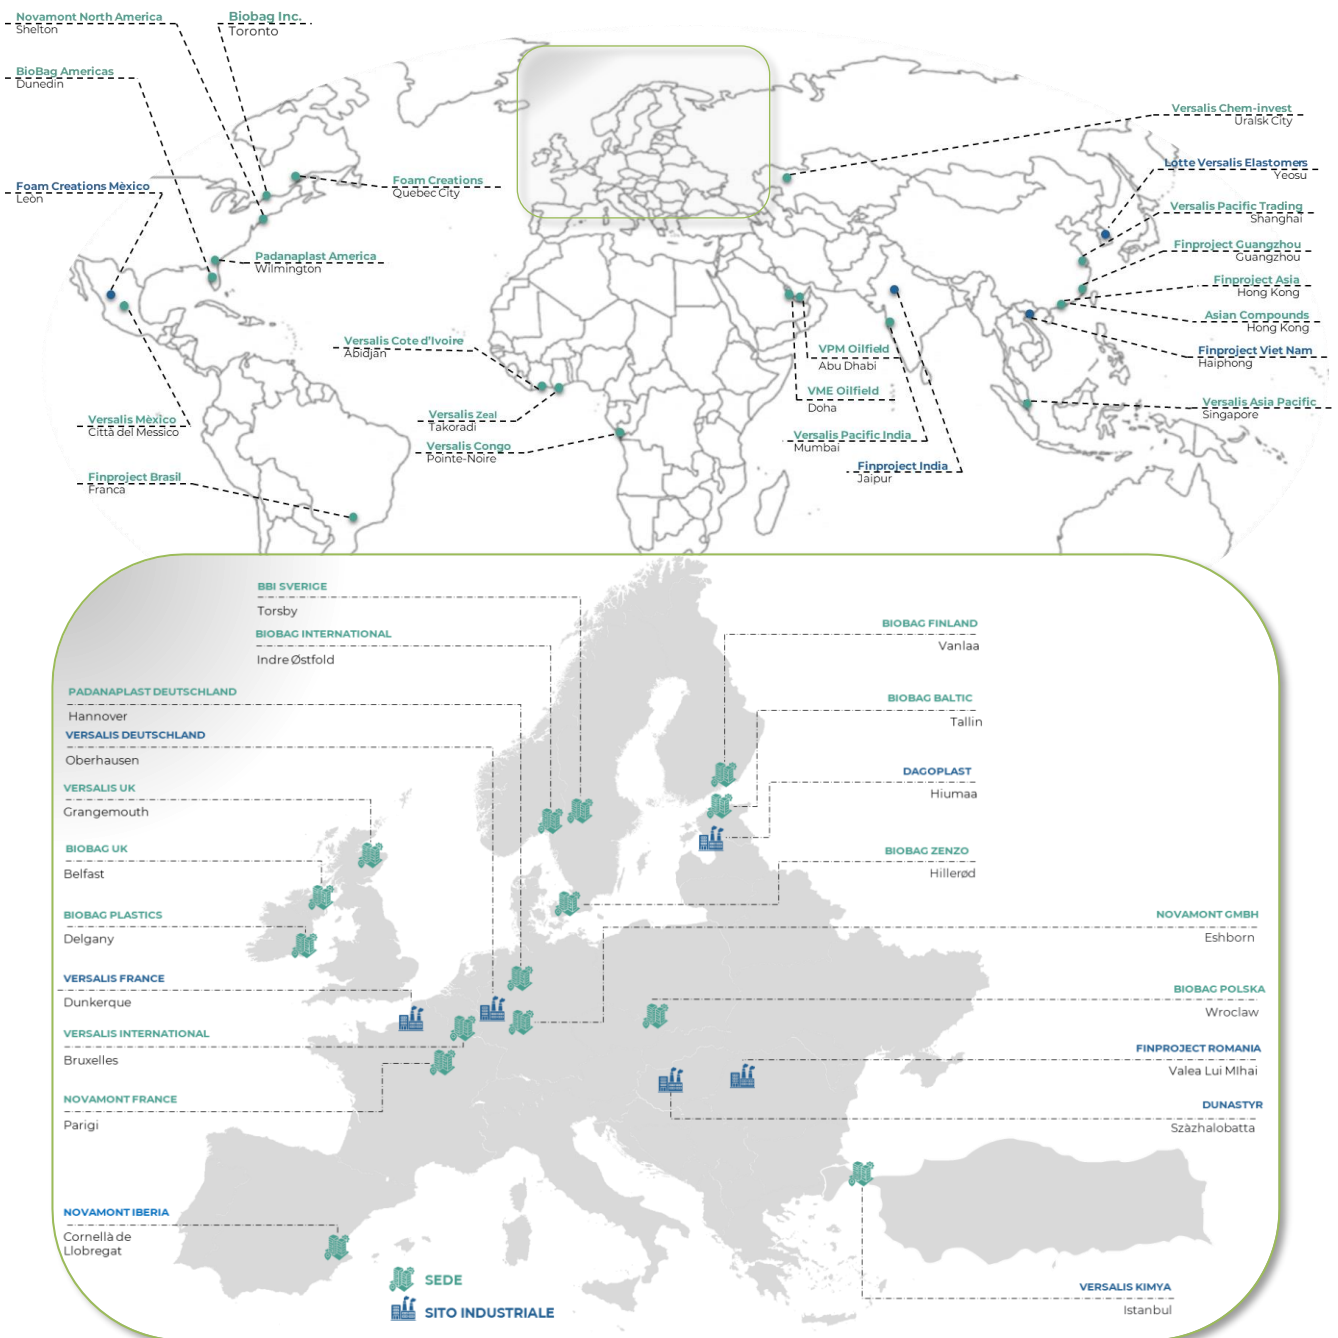 Novamont North America
Shelton
Biobag Inc.
Toronto
BioBag Americas
Dunedin
Foam Creations Mèxico
Leòn
Foam Creations
Quebec City
Padanaplast America
Wilmington
Versalis Mèxico
Città del Messico
Finproject Brasil
Franca
Versalis Cote d'Ivoire
Abidjan
Versalis Zeal
Takoradi
Versalis Congo
Pointe-Noire
VPM Oilfield
Abu Dhabi
VME Oilfield
Doha
Versalis Pacific India
Mumbai
Finproject India
Jaipur
Versalis Chem-invest
Uralsk City
Lotte Versalis Elastomers
Yeosu
Versalis Pacific Trading
Shanghai
Finproject Guangzhou
Guangzhou
Finproject Asia
Hong Kong
Asian Compounds
Hong Kong
Finproject Viet Nam
Haiphong
Versalis Asia Pacific
Singapore
BBI SVERIGE
Torsby
BIOBAG INTERNATIONAL
Indre Østfold
PADANAPLAST DEUTSCHLAND
Hannover
VERSALIS DEUTSCHLAND
Oberhausen
VERSALIS UK
Grangemouth
BIOBAG UK
Belfast
BIOBAG PLASTICS
Delgany
VERSALIS FRANCE
Dunkerque
VERSALIS INTERNATIONAL
Bruxelles
NOVAMONT FRANCE
Parigi
NOVAMONT IBERIA
Cornellà de
Llobregat
BIOBAG FINLAND
Vanlaa
BIOBAG BALTIC
Tallin
DAGOPLAST
Hiumaa
BIOBAG ZENZO
Hillerød
NOVAMONT GMBH
Eshborn
BIOBAG POLSKA
Wroclaw
FINPROJECT ROMANIA
Valea Lui MIhai
DUNASTYR
Szàzhalobatta
VERSALIS KIMYA
Istanbul
SEDE
SITO INDUSTRIALE